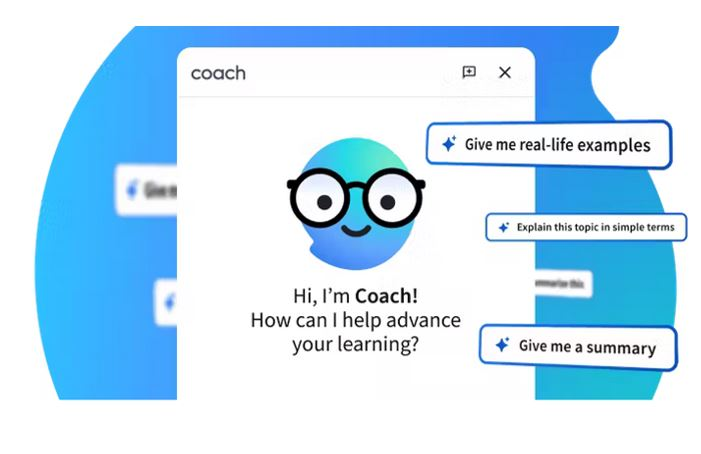 coach
Give me real-life examples
Explain this topic in simple terms
Hi, I’m Coach!
How can I help advance
your learning?
Give me a summary